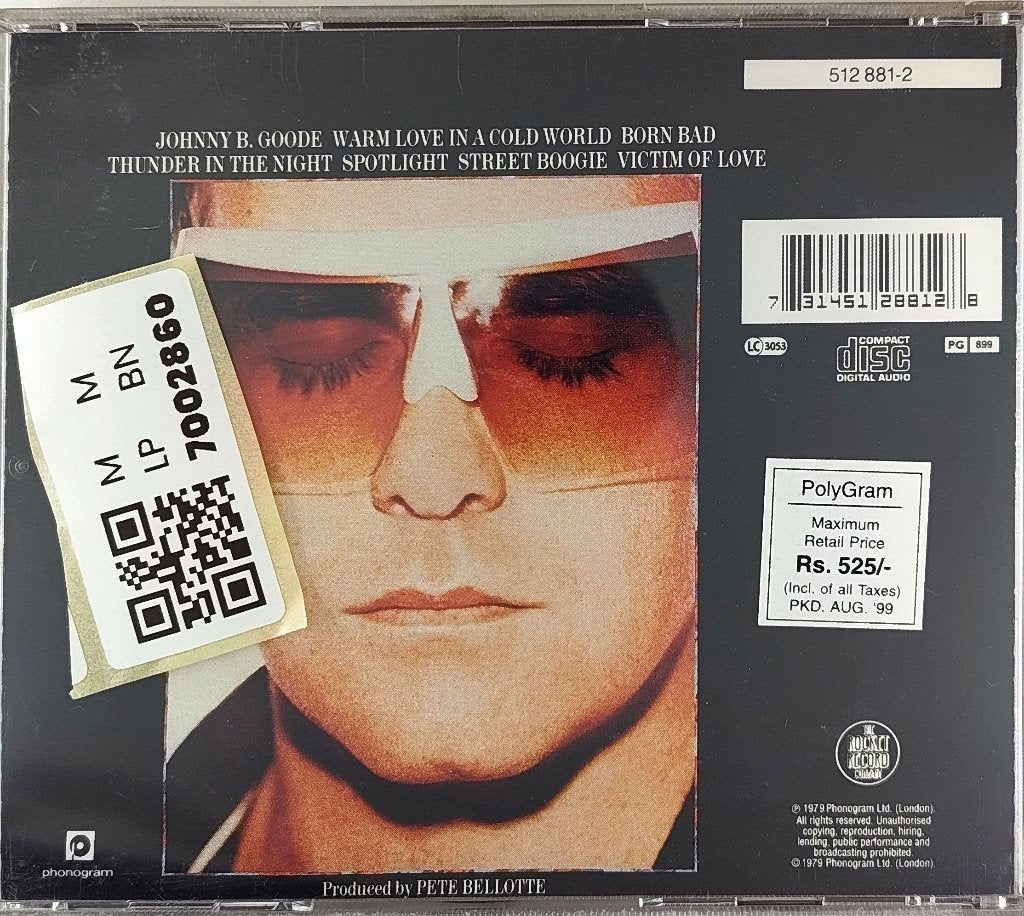 512 881-2
JOHNNY B. GOODE WARM LOVE IN A COLD WORLD BORN BAD
THUNDER IN THE NIGHT SPOTLIGHT STREET BOOGIE VICTIM OF LOVE
7 31451 28812 8
LC 3053
COMPACT
disc
DIGITAL AUDIO
PG 899
M M
LP BN
7002860
PolyGram
Maximum
Retail Price
Rs. 525/-
(Incl. of all Taxes)
PKD. AUG. '99
THE
ROCKET
RECORD
COMPANY
℗ 1979 Phonogram Ltd. (London).
All rights reserved. Unauthorised
copying, reproduction, hiring,
lending, public performance and
broadcasting prohibited.
© 1979 Phonogram Ltd. (London).
phonogram
Produced by PETE BELLOTTE